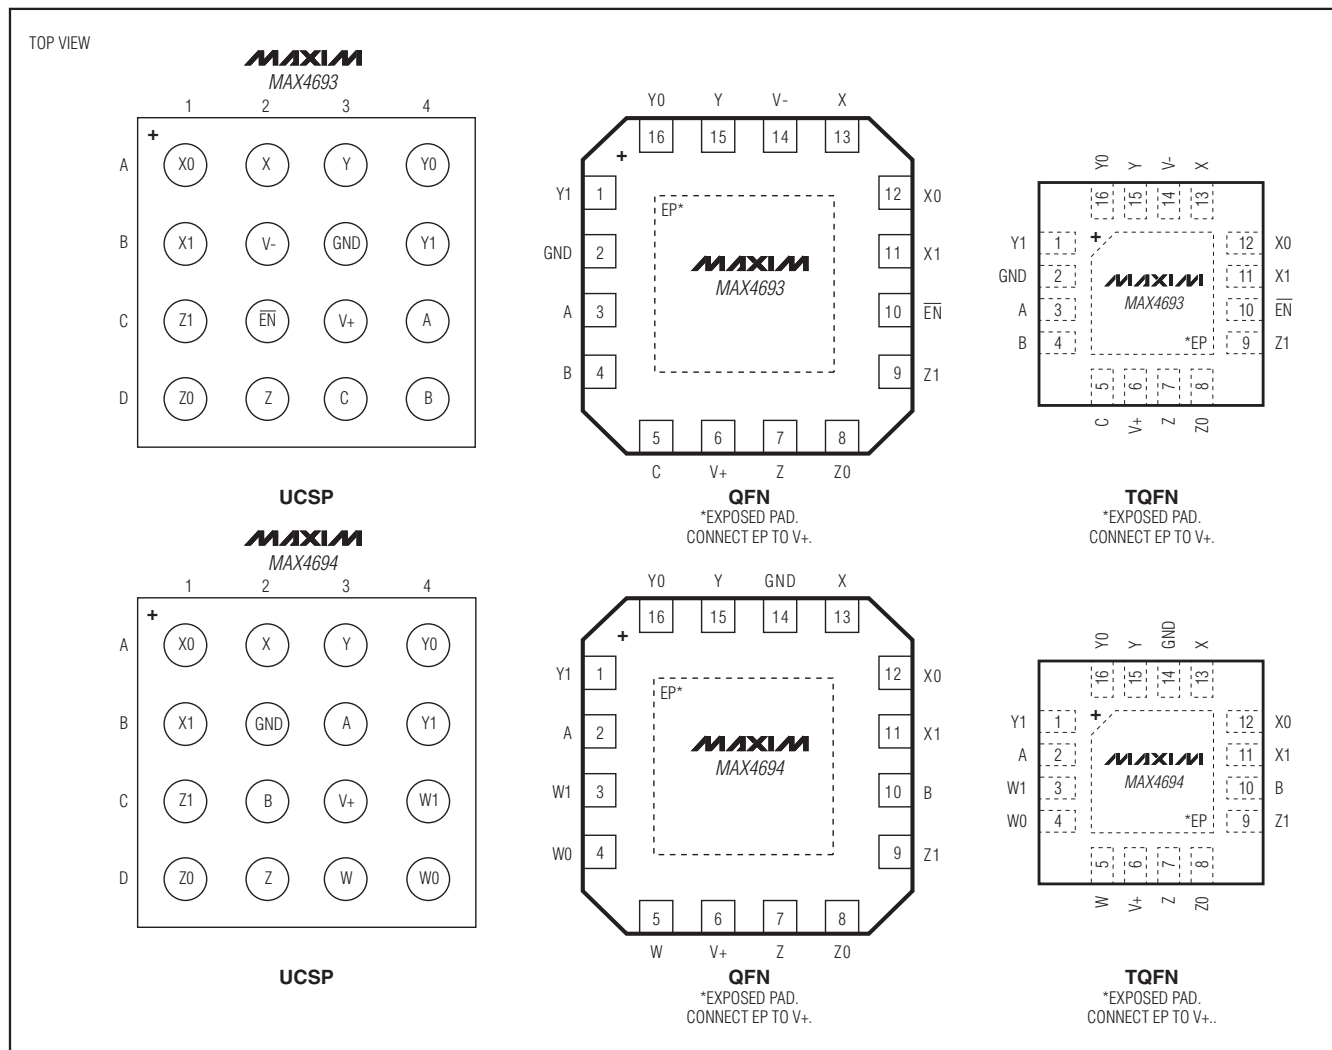 TOP VIEW
MAXIM
MAX4693
1 2 3 4
+
A X0 X Y Y0
B X1 V- GND Y1
C Z1 E̅N̅ V+ A
D Z0 Z C B
UCSP
Y0 Y V- X
16 15 14 13
+
Y1 1 12 X0
EP*
GND 2 11 X1
MAXIM
MAX4693
A 3 10 E̅N̅
B 4 9 Z1
5 6 7 8
C V+ Z Z0
QFN
*EXPOSED PAD.
CONNECT EP TO V+.
Y0 Y V- X
16 15 14 13
+
Y1 1 12 X0
GND 2 11 X1
MAXIM
MAX4693
A 3 10 E̅N̅
B 4 9 Z1
*EP
5 6 7 8
C V+ Z Z0
TQFN
*EXPOSED PAD.
CONNECT EP TO V+.
MAXIM
MAX4694
1 2 3 4
+
A X0 X Y Y0
B X1 GND A Y1
C Z1 B V+ W1
D Z0 Z W W0
UCSP
Y0 Y GND X
16 15 14 13
+
Y1 1 12 X0
EP*
A 2 11 X1
MAXIM
MAX4694
W1 3 10 B
W0 4 9 Z1
5 6 7 8
W V+ Z Z0
QFN
*EXPOSED PAD.
CONNECT EP TO V+.
Y0 Y GND X
16 15 14 13
+
Y1 1 12 X0
A 2 11 X1
MAXIM
MAX4694
W1 3 10 B
W0 4 9 Z1
*EP
5 6 7 8
W V+ Z Z0
TQFN
*EXPOSED PAD.
CONNECT EP TO V+..